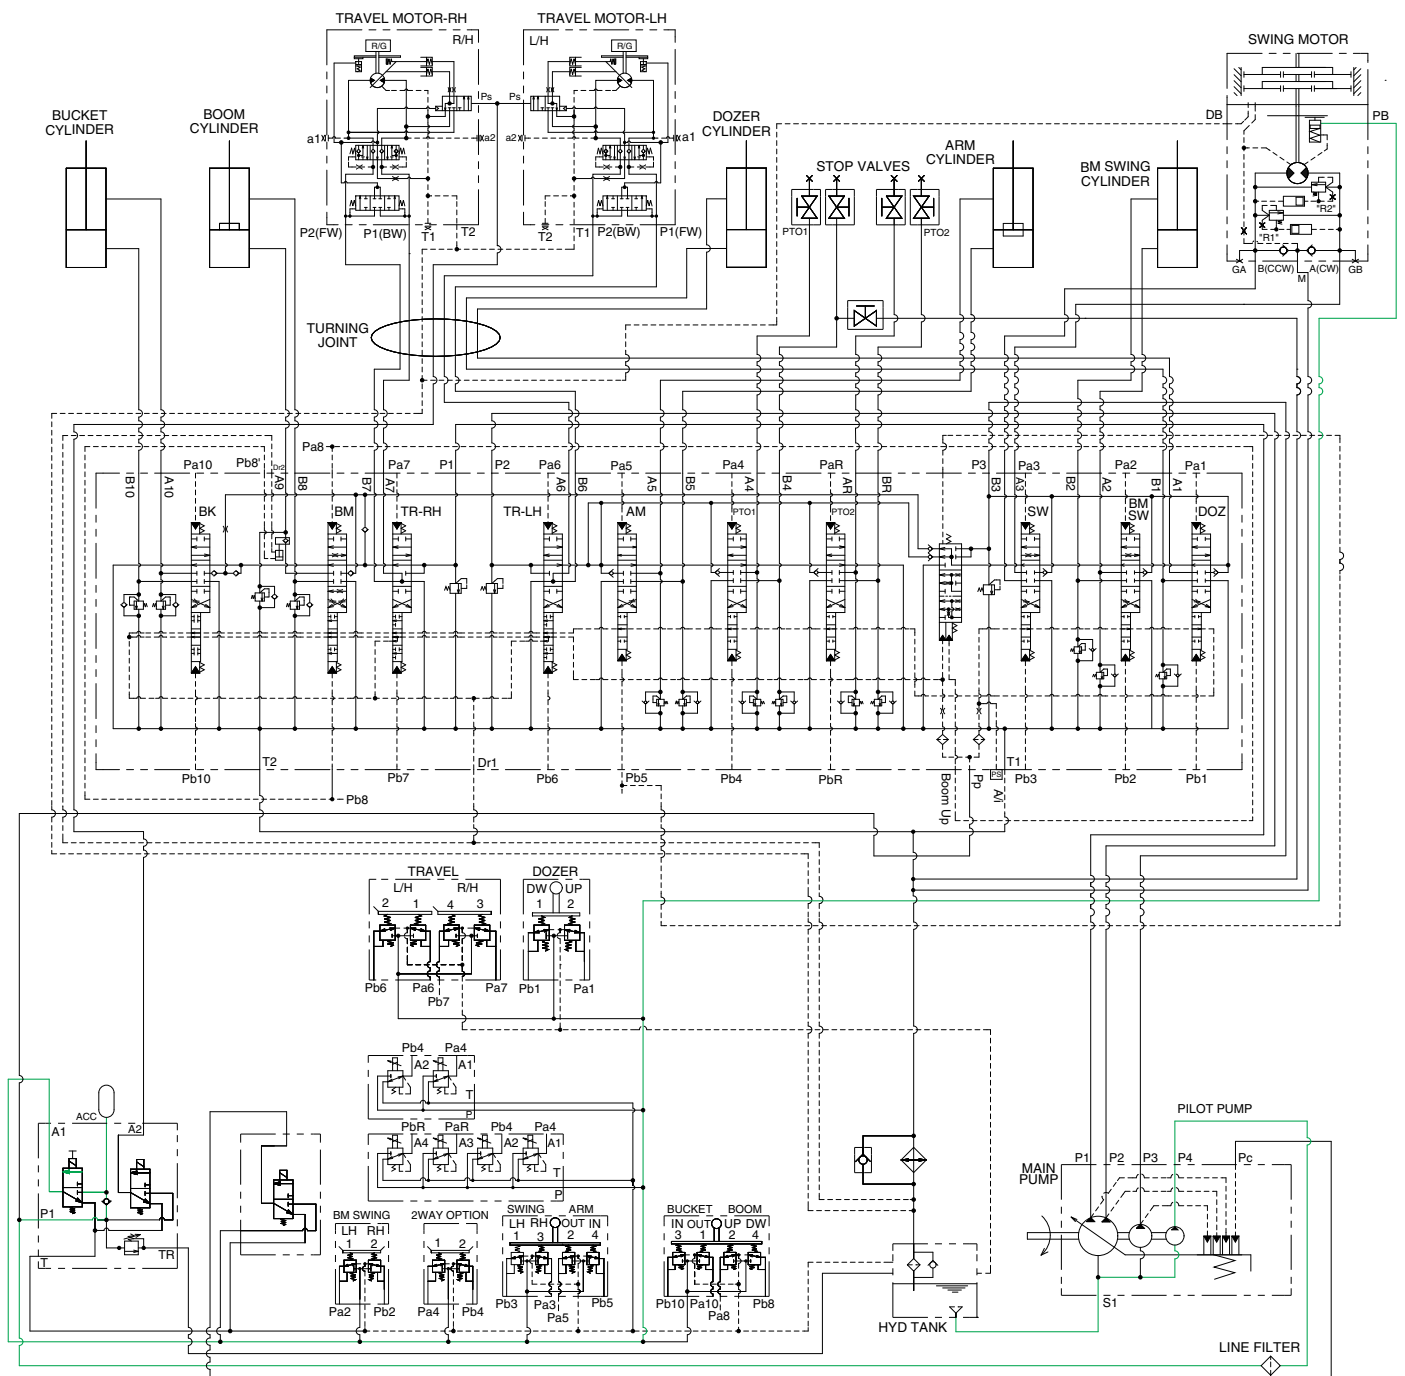 TRAVEL MOTOR-RH
TRAVEL MOTOR-LH
SWING MOTOR
R/G
R/H
L/H
R/G
Ps
Ps
DB
PB
BUCKET
CYLINDER
BOOM
CYLINDER
DOZER
CYLINDER
a1
a2
a2
a1
ARM
CYLINDER
STOP VALVES
BM SWING
CYLINDER
PTO1
PTO2
"R2"
"R1"
P2(FW)
P1(BW)
T1
T2
T2
T1
P2(BW)
P1(FW)
GA
B(CCW)
M
A(CW)
GB
TURNING
JOINT
Pa8
Pa10
Pb8'
Dr2
Pa7
P1
P2
Pa6
Pa5
Pa4
PaR
P3
Pa3
Pa2
Pa1
B10
A10
A9
B8
B7
A7
A6
B6
A5
B5
A4
B4
AR
BR
B3
A3
B2
A2
B1
A1
BK
BM
TR-RH
TR-LH
AM
PTO1
PTO2
SW
BM
SW
DOZ
T2
Dr1
T1
Pb10
Pb7
Pb6
Pb5
Pb4
PbR
Boom Up
Pp
PS
A/i
Pb3
Pb2
Pb1
Pb8
TRAVEL
L/H
R/H
2
1
4
3
DOZER
DW
UP
1
2
Pb6
Pa6
Pb7
Pa7
Pb1
Pa1
Pb4
Pa4
A2
A1
T
P
PbR
PaR
Pb4
Pa4
A4
A3
A2
A1
T
P
ACC
A1
A2
P1
T
TR
BM SWING
LH
RH
1
2
Pa2
Pb2
2WAY OPTION
1
2
Pa4
Pb4
SWING
ARM
LH
RH
OUT
IN
1
3
2
4
Pb3
Pa3
Pa5
Pb5
BUCKET
BOOM
IN
OUT
UP
DW
3
1
2
4
Pb10
Pa10
Pa8
Pb8
HYD TANK
PILOT PUMP
MAIN
PUMP
P1
P2
P3
P4
Pc
S1
LINE FILTER